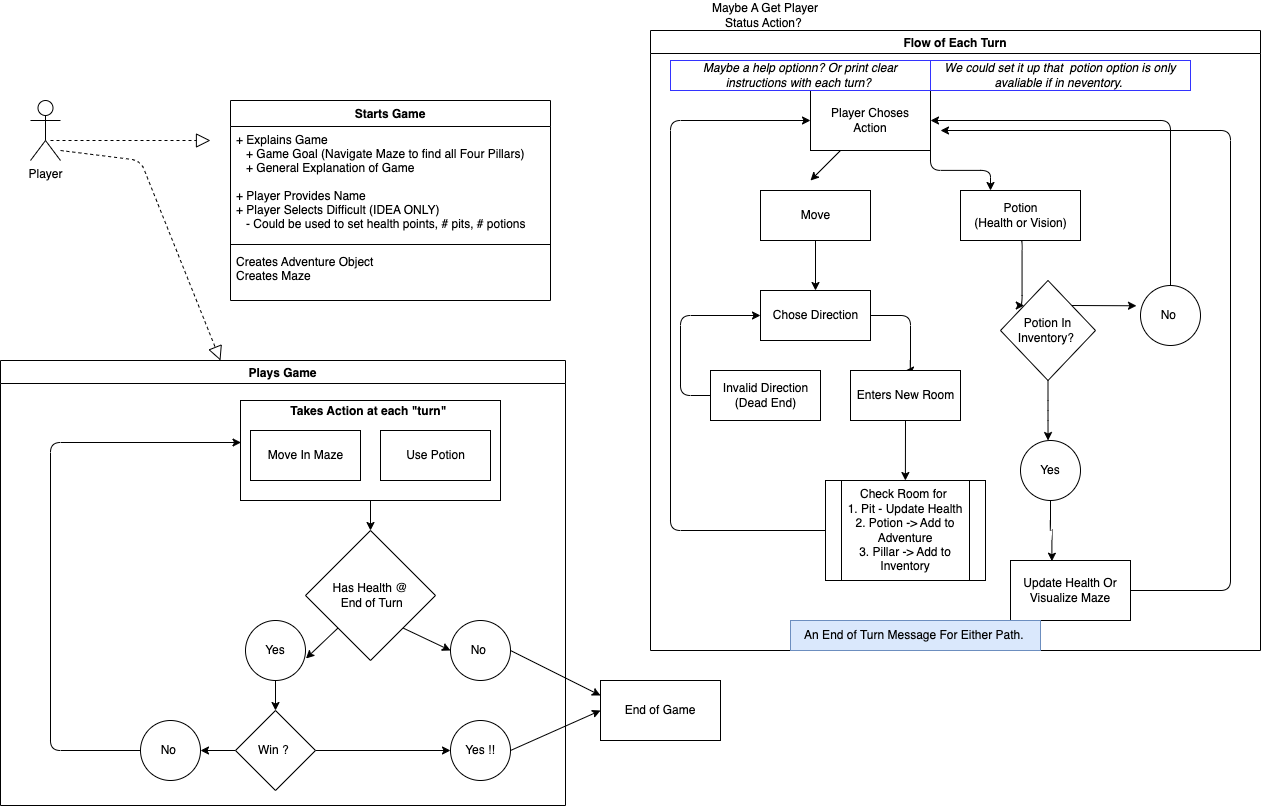 Maybe A Get Player
Status Action?
Flow of Each Turn
Maybe a help optionn? Or print clear
instructions with each turn?
We could set it up that  potion option is only
avaliable if in neventory.
Player Choses
Action
Move
Potion
(Health or Vision)
Chose Direction
Potion In
Inventory?
No
Invalid Direction
(Dead End)
Enters New Room
Yes
Check Room for
1. Pit - Update Health
2. Potion -> Add to
Adventure
3. Pillar -> Add to
Inventory
Update Health Or
Visualize Maze
An End of Turn Message For Either Path.
Player
Starts Game
+ Explains Game
+ Game Goal (Navigate Maze to find all Four Pillars)
+ General Explanation of Game
+ Player Provides Name
+ Player Selects Difficult (IDEA ONLY)
- Could be used to set health points, # pits, # potions
Creates Adventure Object
Creates Maze
Plays Game
Takes Action at each "turn"
Move In Maze
Use Potion
Has Health @
End of Turn
Yes
No
Win ?
No
Yes !!
End of Game